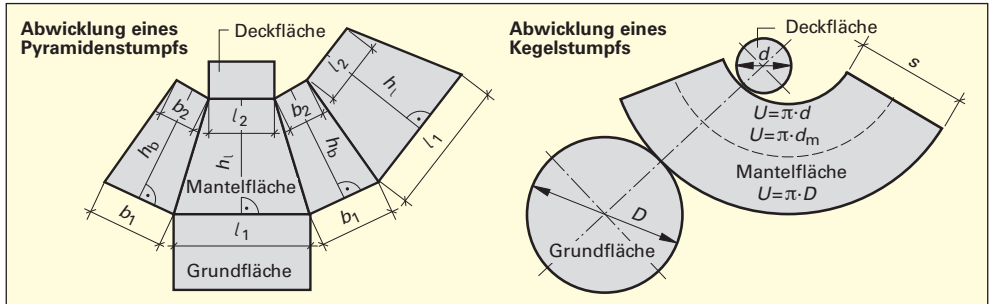 Abwicklung eines
Pyramidenstumpfs
Deckfläche
b₂
l₂
hb
hl
Mantelfläche
b₂
hb
l₂
hl
l₁
b₁
l₁
b₁
Grundfläche
Abwicklung eines
Kegelstumpfs
Deckfläche
d
s
U=π·d
U=π·dm
Mantelfläche
U=π·D
D
Grundfläche